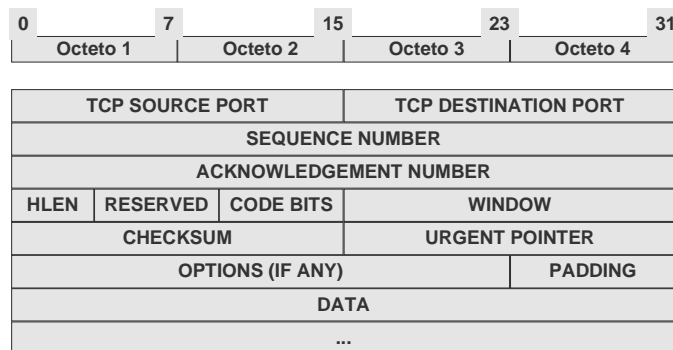 0 7 15 23 31
Octeto 1 Octeto 2 Octeto 3 Octeto 4
TCP SOURCE PORT TCP DESTINATION PORT
SEQUENCE NUMBER
ACKNOWLEDGEMENT NUMBER
HLEN RESERVED CODE BITS WINDOW
CHECKSUM URGENT POINTER
OPTIONS (IF ANY) PADDING
DATA
...